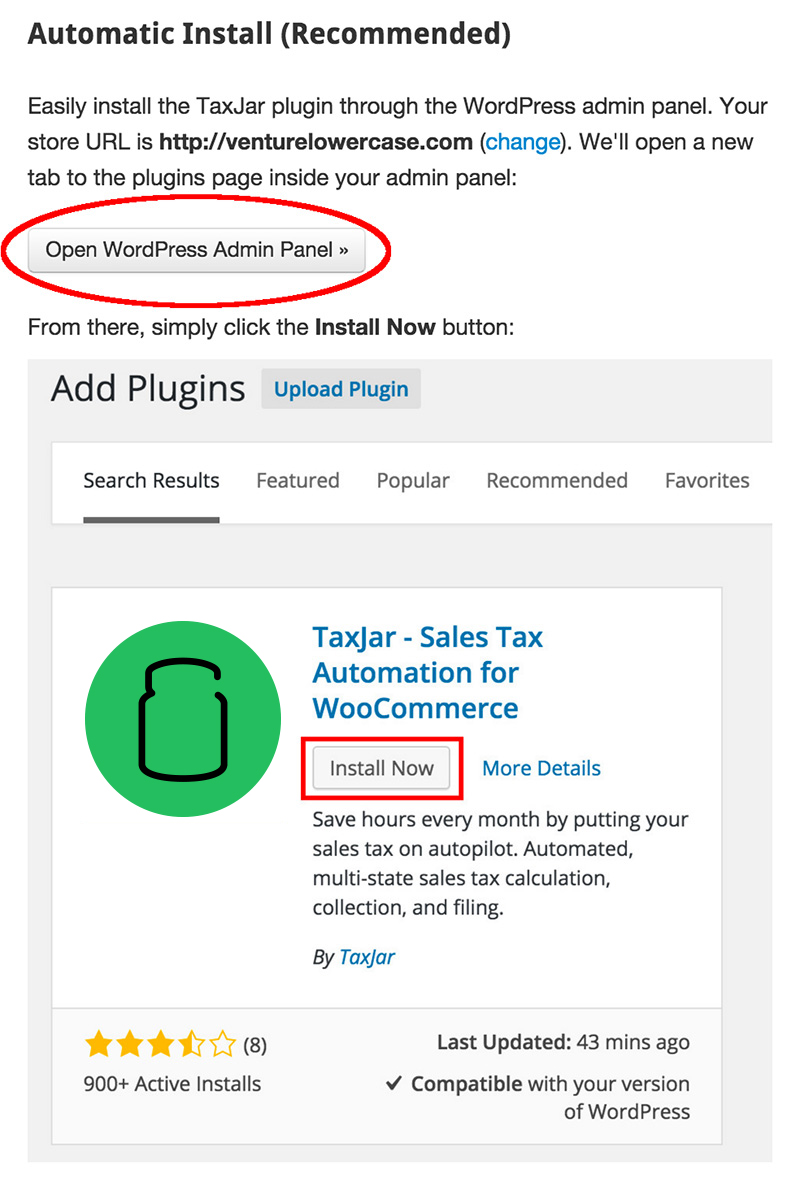 Automatic Install (Recommended)
Easily install the TaxJar plugin through the WordPress admin panel. Your
store URL is http://venturelowercase.com (change). We'll open a new
tab to the plugins page inside your admin panel:
Open WordPress Admin Panel »
From there, simply click the Install Now button:
Add Plugins Upload Plugin
Search Results Featured Popular Recommended Favorites
TaxJar - Sales Tax
Automation for
WooCommerce
Install Now More Details
Save hours every month by putting your
sales tax on autopilot. Automated,
multi-state sales tax calculation,
collection, and filing.
By TaxJar
(8) Last Updated: 43 mins ago
900+ Active Installs ✔ Compatible with your version
of WordPress